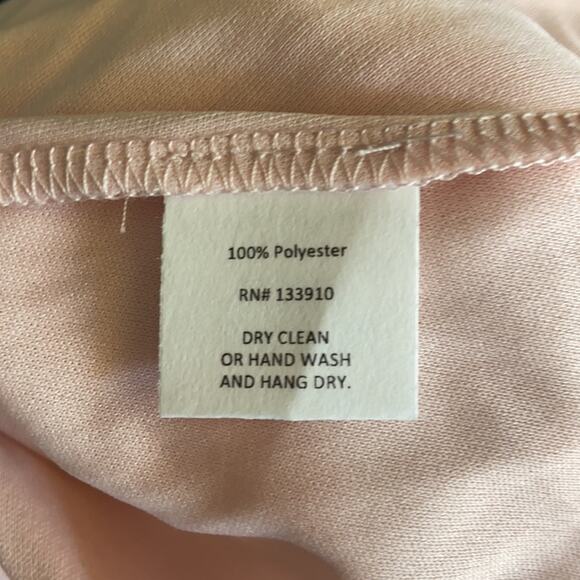 100% Polyester
RN# 133910
DRY CLEAN
OR HAND WASH
AND HANG DRY.